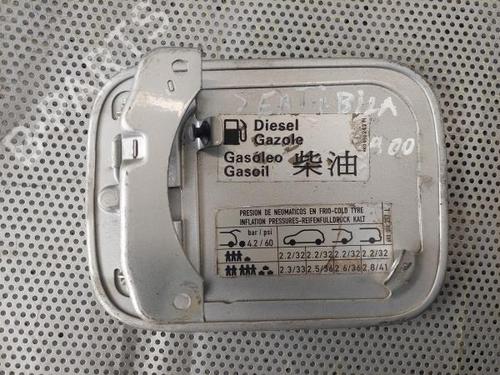 Diesel
Gazole
Gasóleo
Gasoil
柴油
PRESION DE NEUMATICOS EN FRIO-COLD TYRE
INFLATION PRESSURES-REIFENFULLDRUCK KALT
bar / psi
4.2 / 60
2.2/32 2.2/32 2.2/32 2.2/32
2.3/33 2.5/36 2.6/36 2.8/41